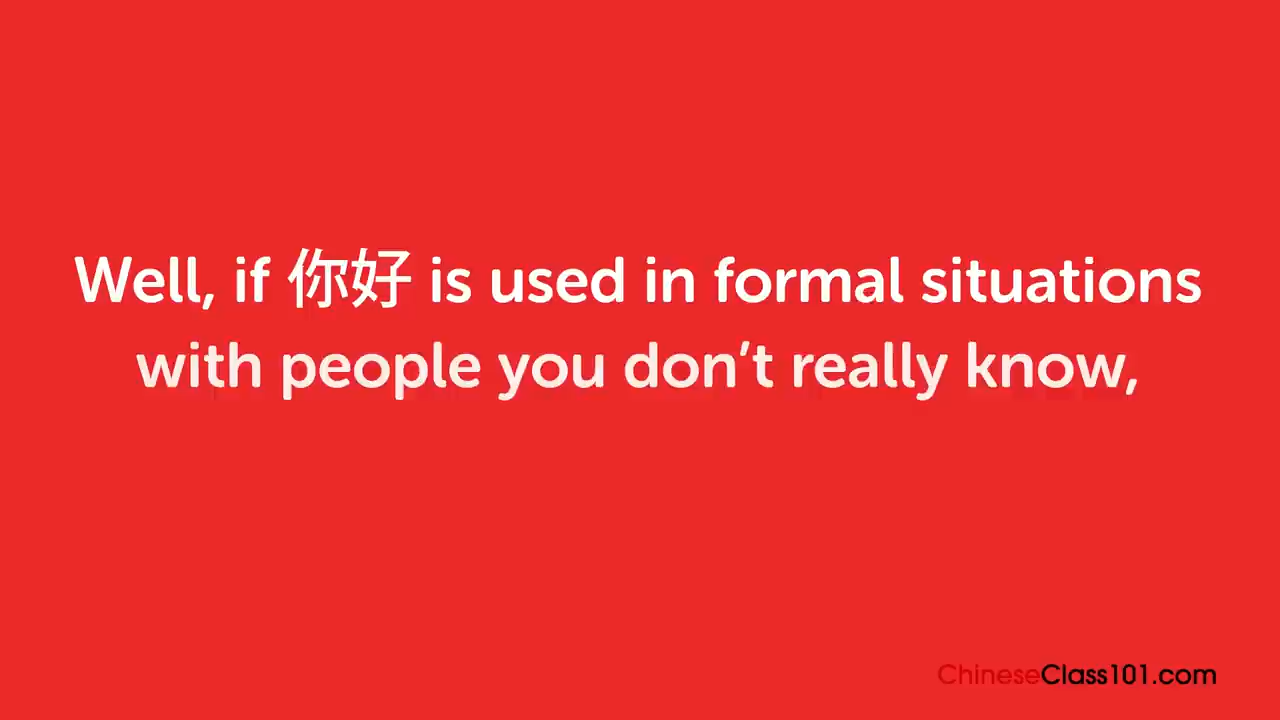 Well, if 你好 is used in formal situations
with people you don’t really know,
ChineseClass101.com